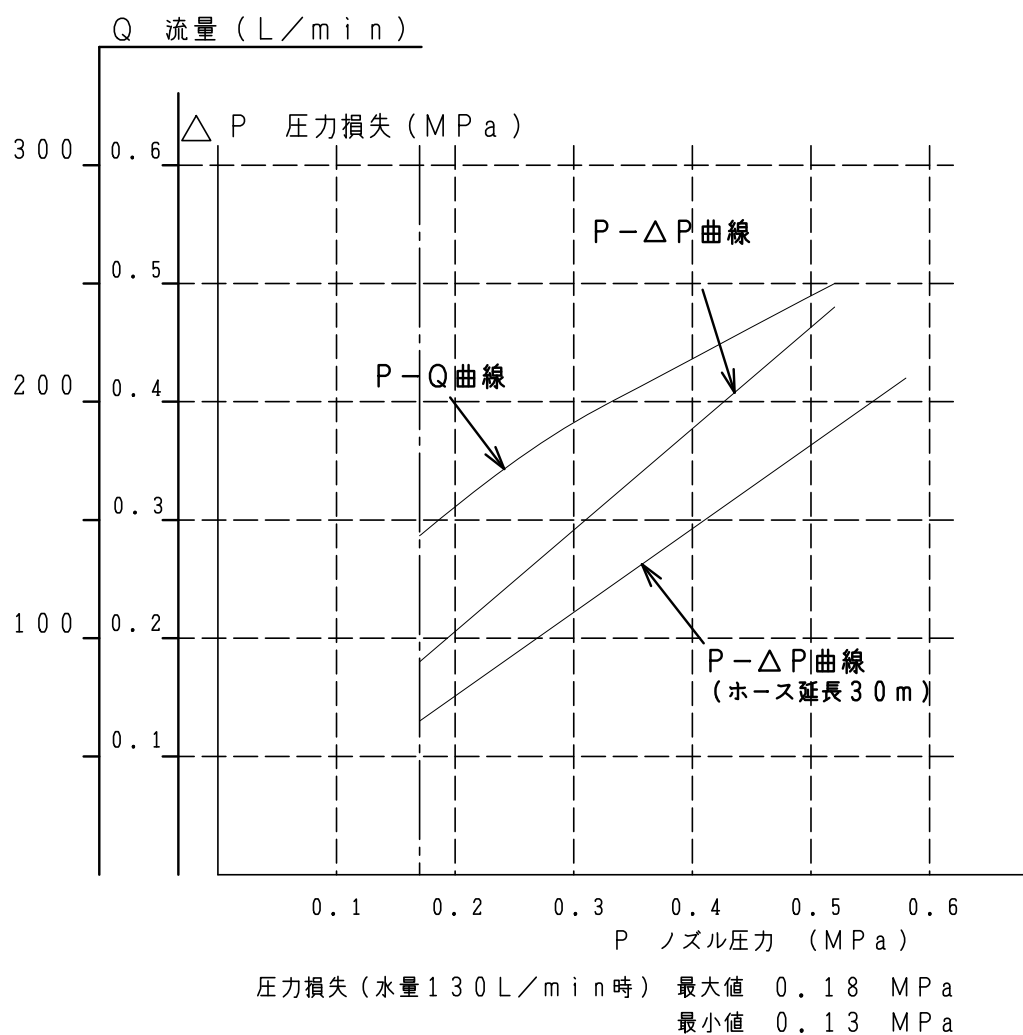 Q 流量(L/min)
△P 圧力損失(MPa)
300 0.6
P-△P曲線
0.5
P-Q曲線
200 0.4
0.3
100 0.2
P-△P曲線
(ホース延長30m)
0.1
0.1 0.2 0.3 0.4 0.5 0.6
P ノズル圧力 (MPa)
圧力損失(水量130L/min時) 最大値 0.18 MPa
最小値 0.13 MPa